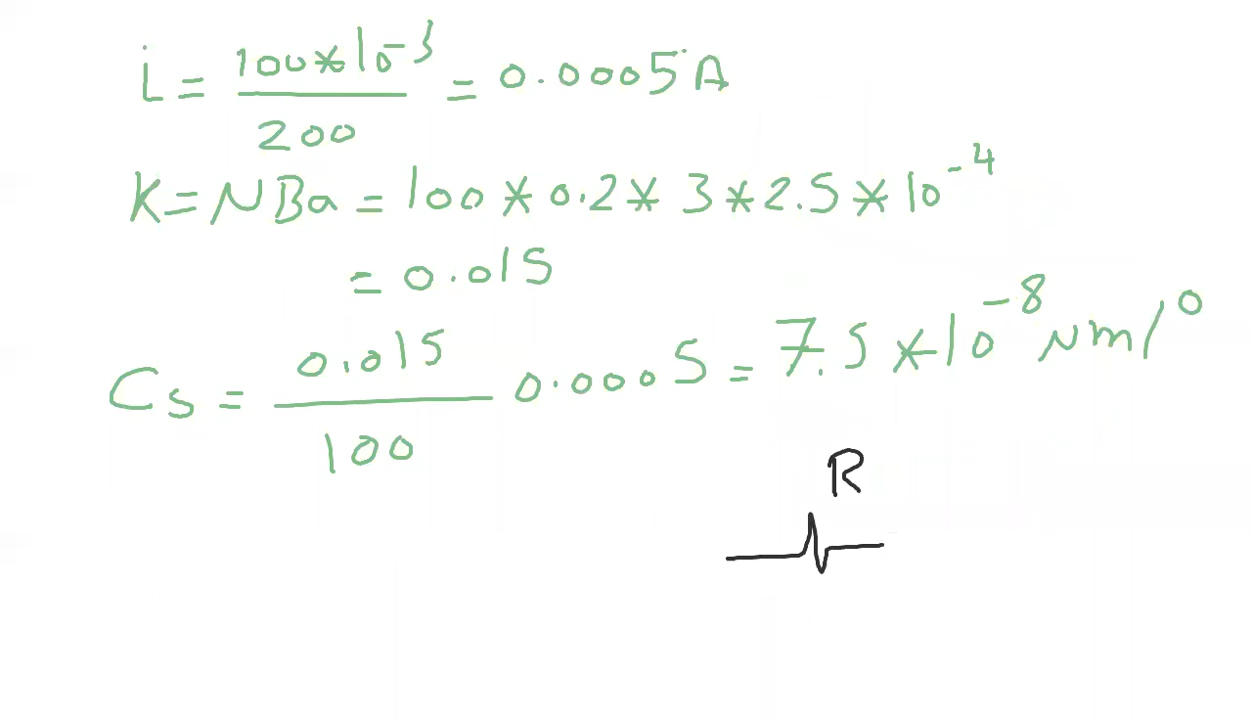 i = 100*10^-3 / 200 = 0.0005 A
K = NBa = 100 * 0.2 * 3 * 2.5 * 10^-4
= 0.015
Cs = 0.015 / 100 0.0005 = 7.5 * 10^-8 Nm/°
R